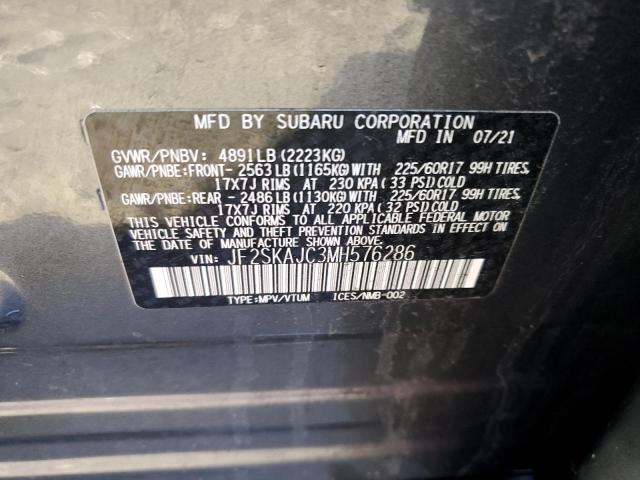 MFD BY SUBARU CORPORATION
MFD IN 07/21
GVWR/PNBV: 4891LB (2223KG)
GAWR/PNBE:FRONT- 2563LB (1165KG) WITH 225/60R17 99H TIRES,
17X7J RIMS AT 230 KPA (33 PSI) COLD
GAWR/PNBE:REAR - 2486LB (1130KG) WITH 225/60R17 99H TIRES,
17X7J RIMS AT 220 KPA (32 PSI) COLD
THIS VEHICLE CONFORMS TO ALL APPLICABLE FEDERAL MOTOR
VEHICLE SAFETY AND THEFT PREVENTION STANDARDS IN EFFECT ON
THE DATE OF MANUFACTURE SHOWN ABOVE.
VIN: JF2SKAJC3MH576286
TYPE:MPV/VTUM ICES/NMB-002